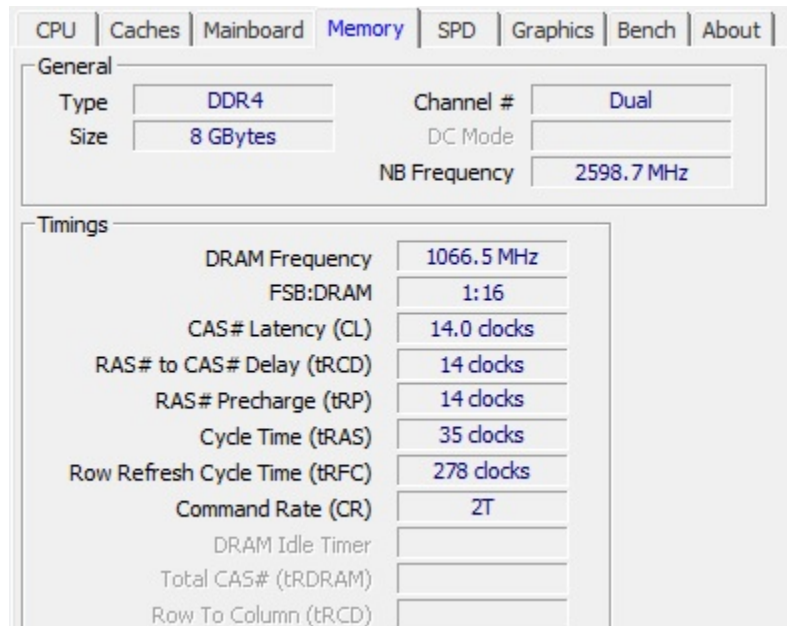 CPU Caches Mainboard Memory SPD Graphics Bench About
General
Type DDR4 Channel # Dual
Size 8 GBytes DC Mode
NB Frequency 2598.7 MHz
Timings
DRAM Frequency 1066.5 MHz
FSB:DRAM 1:16
CAS# Latency (CL) 14.0 clocks
RAS# to CAS# Delay (tRCD) 14 clocks
RAS# Precharge (tRP) 14 clocks
Cycle Time (tRAS) 35 clocks
Row Refresh Cycle Time (tRFC) 278 clocks
Command Rate (CR) 2T
DRAM Idle Timer
Total CAS# (tRDRAM)
Row To Column (tRCD)